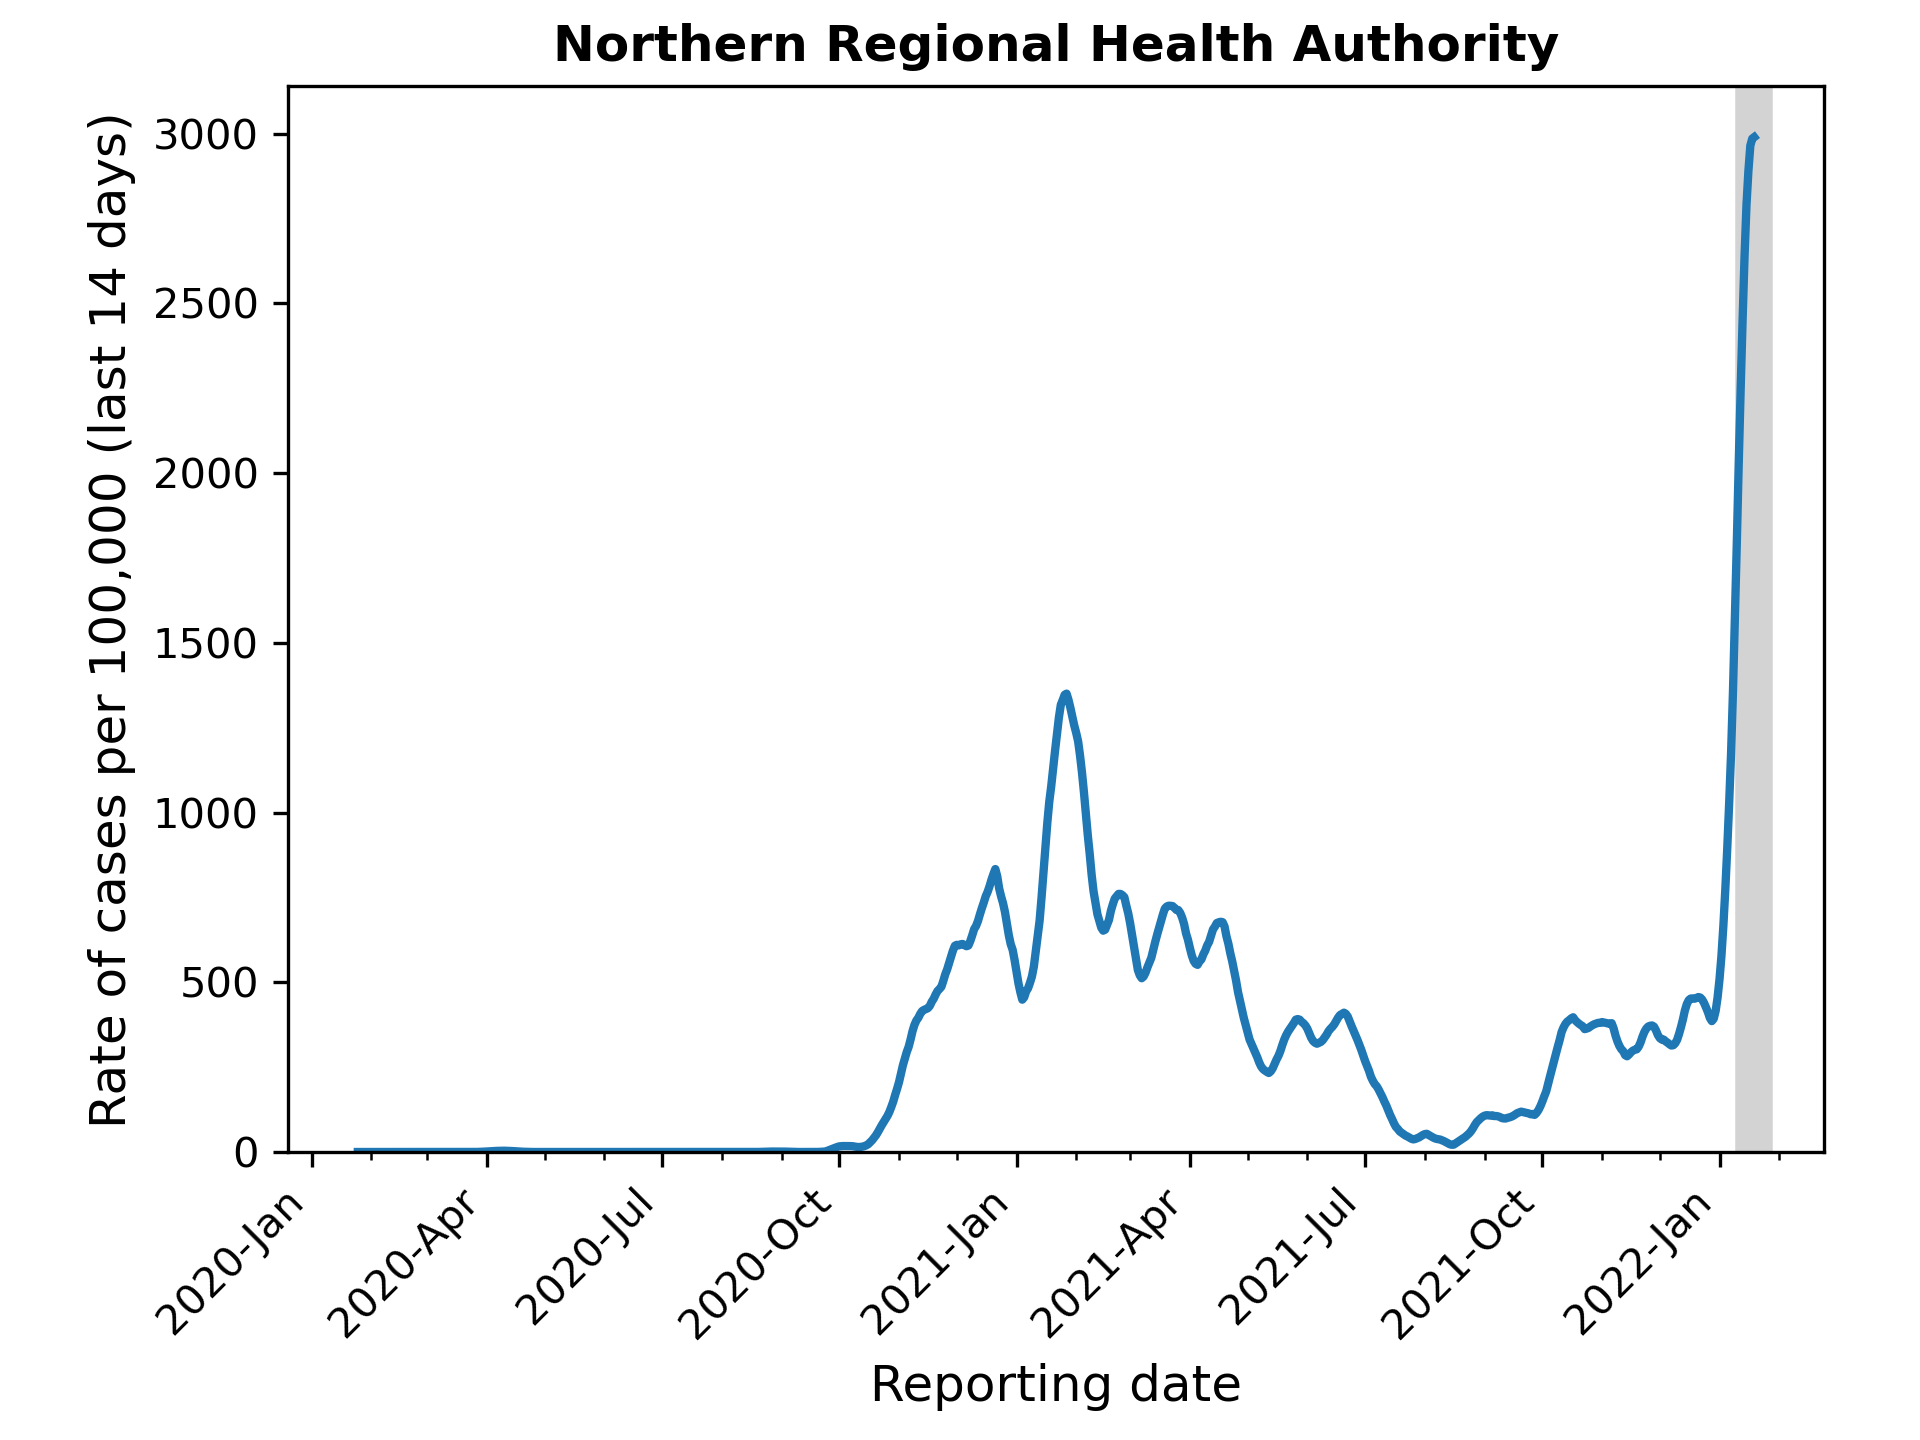 Northern Regional Health Authority
Rate of cases per 100,000 (last 14 days)
3000
2500
2000
1500
1000
500
0
2020-Jan
2020-Apr
2020-Jul
2020-Oct
2021-Jan
2021-Apr
2021-Jul
2021-Oct
2022-Jan
Reporting date